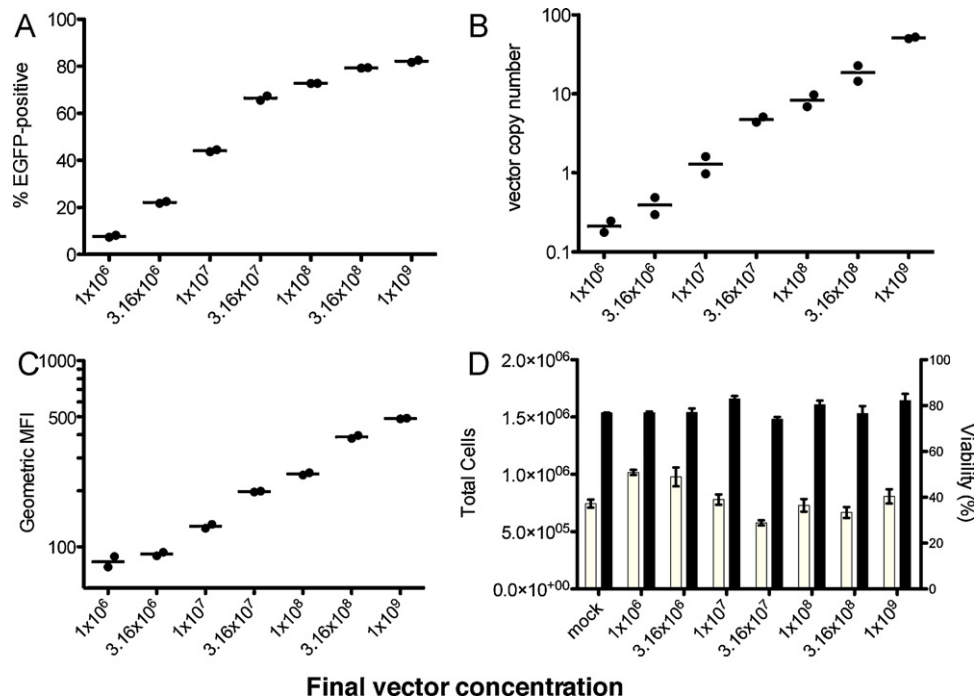 A
% EGFP-positive
100
80
60
40
20
0
1x10⁶
3.16x10⁶
1x10⁷
3.16x10⁷
1x10⁸
3.16x10⁸
1x10⁹
B
vector copy number
100
10
1
0.1
1x10⁶
3.16x10⁶
1x10⁷
3.16x10⁷
1x10⁸
3.16x10⁸
1x10⁹
C
Geometric MFI
1000
500
100
1x10⁶
3.16x10⁶
1x10⁷
3.16x10⁷
1x10⁸
3.16x10⁸
1x10⁹
D
Total Cells
2.0×10⁰⁶
1.5×10⁰⁶
1.0×10⁰⁶
5.0×10⁰⁵
0.0×10⁺⁰⁰
Viability (%)
100
80
60
40
20
0
mock
1x10⁶
3.16x10⁶
1x10⁷
3.16x10⁷
1x10⁸
3.16x10⁸
1x10⁹
Final vector concentration